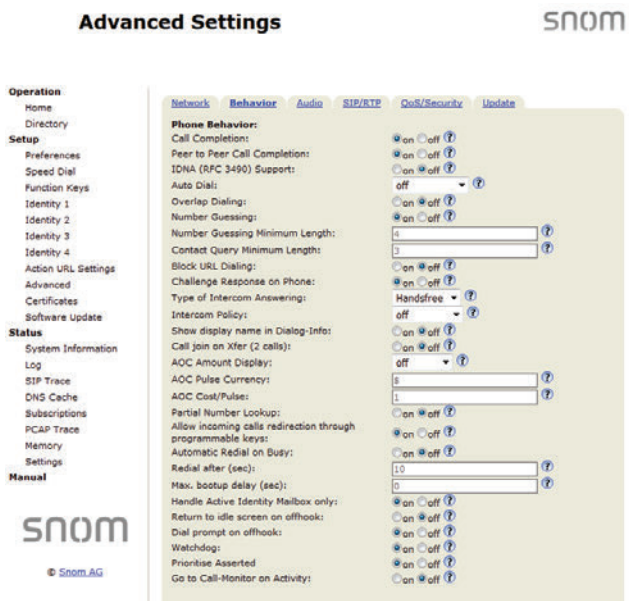 Advanced Settings
snom
Operation
Home
Directory
Setup
Preferences
Speed Dial
Function Keys
Identity 1
Identity 2
Identity 3
Identity 4
Action URL Settings
Advanced
Certificates
Software Update
Status
System Information
Log
SIP Trace
DNS Cache
Subscriptions
PCAP Trace
Memory
Settings
Manual
snom
© Snom AG
Network Behavior Audio SIP/RTP QoS/Security Update
Phone Behavior:
Call Completion: on off ?
Peer to Peer Call Completion: on off ?
IDNA (RFC 3490) Support: on off ?
Auto Dial: off ?
Overlap Dialing: on off ?
Number Guessing: on off ?
Number Guessing Minimum Length: 4 ?
Contact Query Minimum Length: 3 ?
Block URL Dialing: on off ?
Challenge Response on Phone: on off ?
Type of Intercom Answering: Handsfree ?
Intercom Policy: off ?
Show display name in Dialog-Info: on off ?
Call join on Xfer (2 calls): on off ?
AOC Amount Display: off ?
AOC Pulse Currency: $ ?
AOC Cost/Pulse: 1 ?
Partial Number Lookup: on off ?
Allow incoming calls redirection through
programmable keys: on off ?
Automatic Redial on Busy: on off ?
Redial after (sec): 10 ?
Max. bootup delay (sec): 0 ?
Handle Active Identity Mailbox only: on off ?
Return to idle screen on offhook: on off ?
Dial prompt on offhook: on off ?
Watchdog: on off ?
Prioritise Asserted on off ?
Go to Call-Monitor on Activity: on off ?